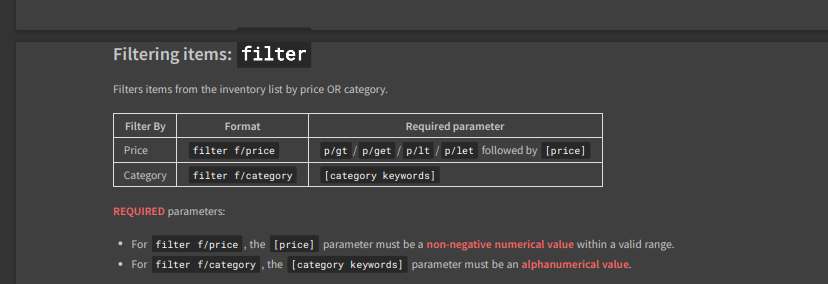 Filtering items: filter
Filters items from the inventory list by price OR category.
Filter By Format Required parameter
Price filter f/price p/gt / p/get / p/lt / p/let followed by [price]
Category filter f/category [category keywords]
REQUIRED parameters:
• For filter f/price , the [price] parameter must be a non-negative numerical value within a valid range.
• For filter f/category , the [category keywords] parameter must be an alphanumerical value.